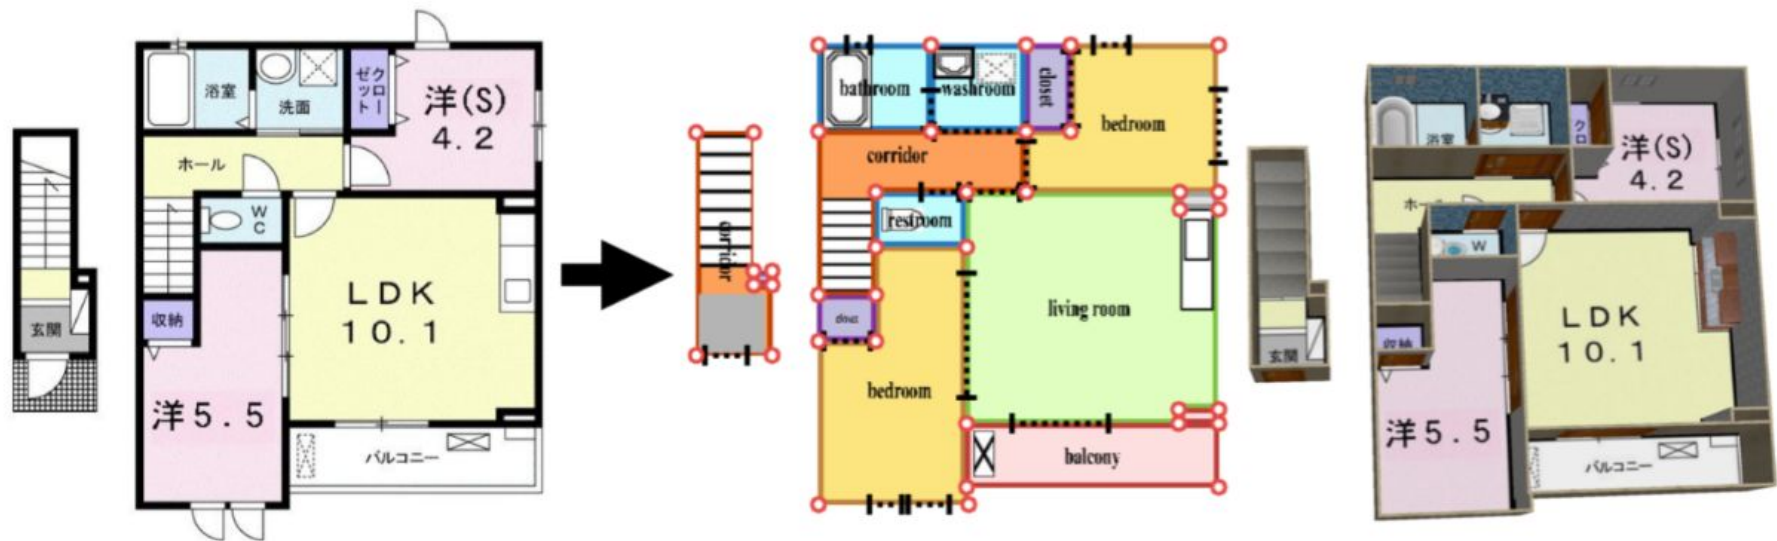 浴室
洗面
クロー
ゼット
洋(S)
4.2
ホール
WC
LDK
10.1
収納
玄関
洋5.5
バルコニー
bathroom
washroom
closet
bedroom
corridor
restroom
corridor
living room
closet
bedroom
balcony
浴室
クロ
洋(S)
4.2
ホー
W
LDK
10.1
収納
玄関
洋5.5
バルコニー